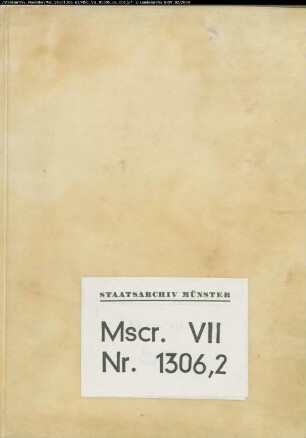 STAATSARCHIV MÜNSTER
Mscr. VII
Nr. 1306,2